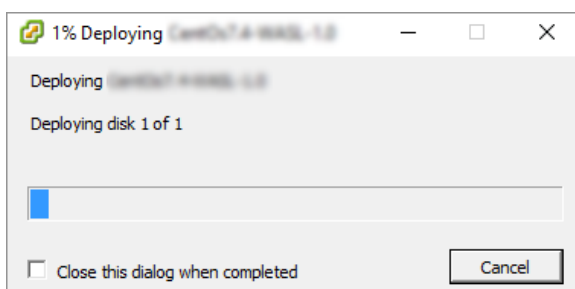 1% Deploying
Deploying
Deploying disk 1 of 1
Close this dialog when completed
Cancel